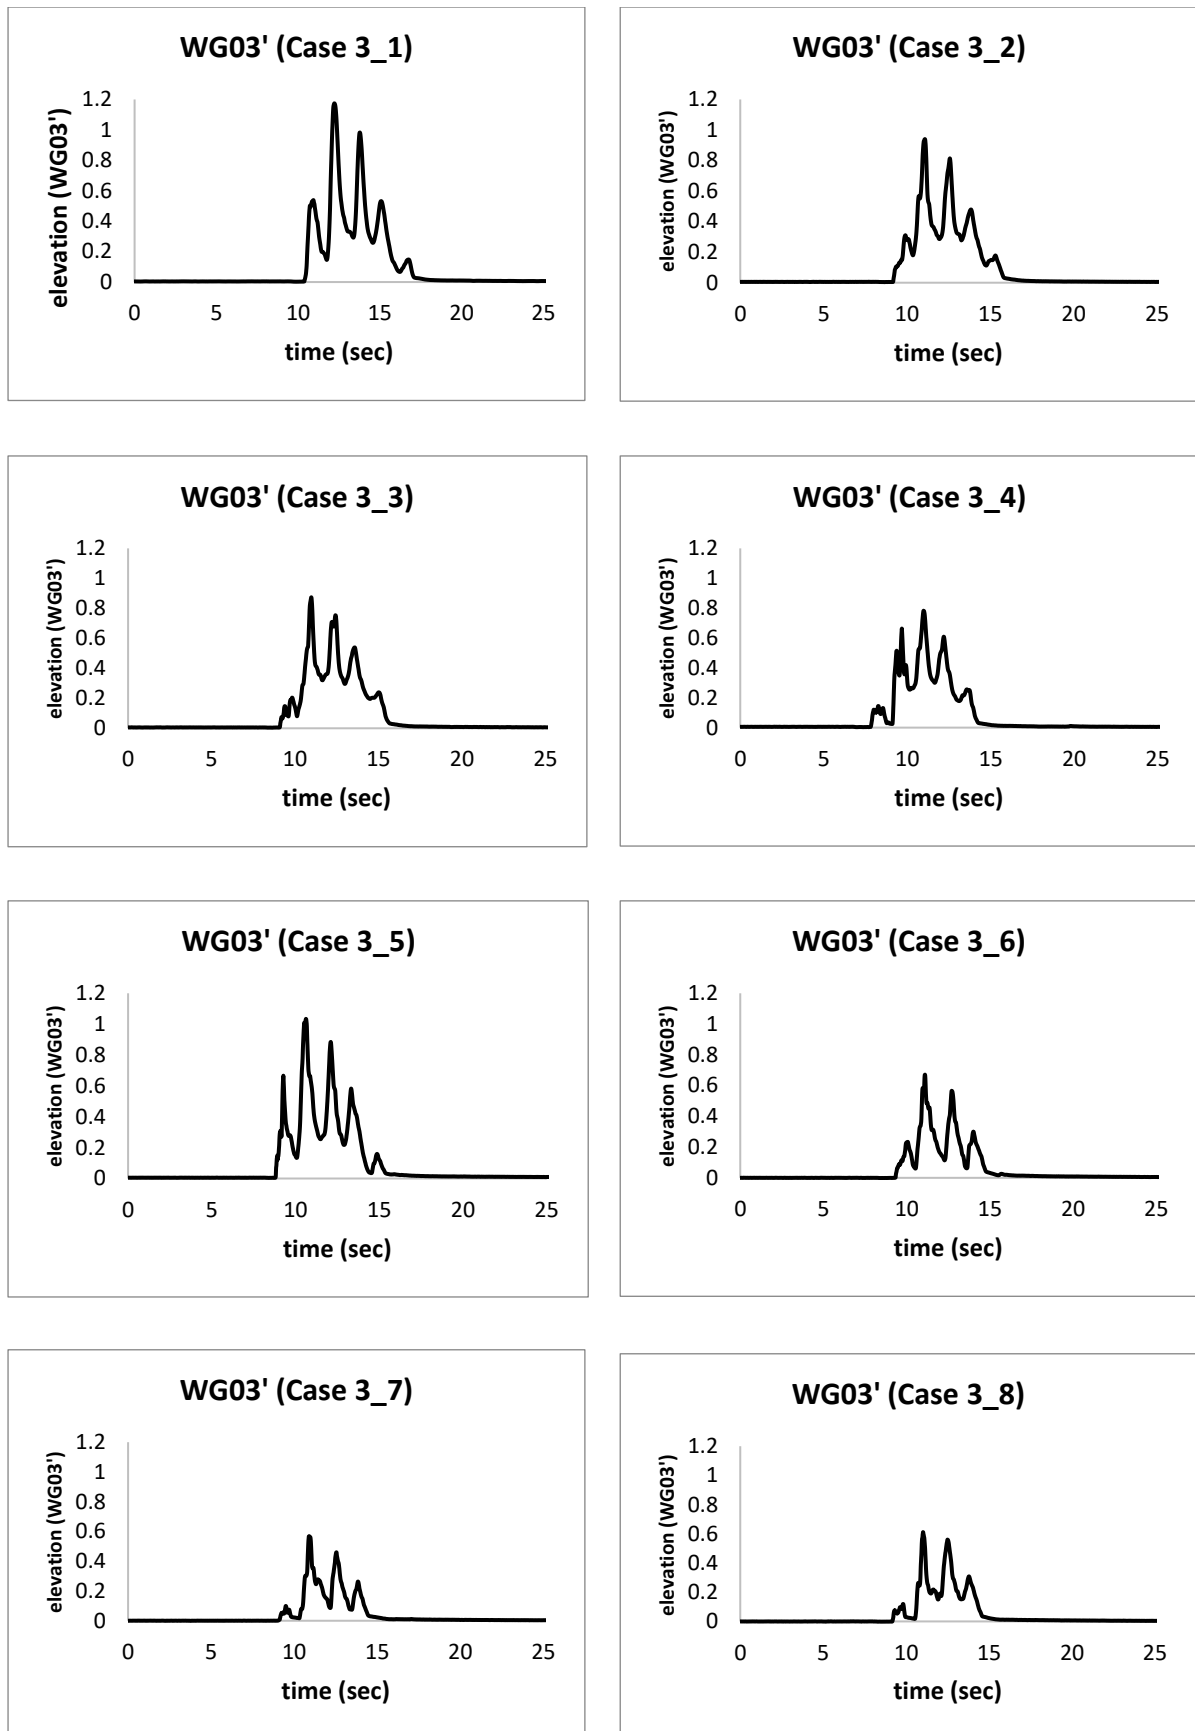 WG03' (Case 3_1)
elevation (WG03')
1.2
1
0.8
0.6
0.4
0.2
0
0 5 10 15 20 25
time (sec)
WG03' (Case 3_2)
elevation (WG03')
1.2
1
0.8
0.6
0.4
0.2
0
0 5 10 15 20 25
time (sec)
WG03' (Case 3_3)
elevation (WG03')
1.2
1
0.8
0.6
0.4
0.2
0
0 5 10 15 20 25
time (sec)
WG03' (Case 3_4)
elevation (WG03')
1.2
1
0.8
0.6
0.4
0.2
0
0 5 10 15 20 25
time (sec)
WG03' (Case 3_5)
elevation (WG03')
1.2
1
0.8
0.6
0.4
0.2
0
0 5 10 15 20 25
time (sec)
WG03' (Case 3_6)
elevation (WG03')
1.2
1
0.8
0.6
0.4
0.2
0
0 5 10 15 20 25
time (sec)
WG03' (Case 3_7)
elevation (WG03')
1.2
1
0.8
0.6
0.4
0.2
0
0 5 10 15 20 25
time (sec)
WG03' (Case 3_8)
elevation (WG03')
1.2
1
0.8
0.6
0.4
0.2
0
0 5 10 15 20 25
time (sec)